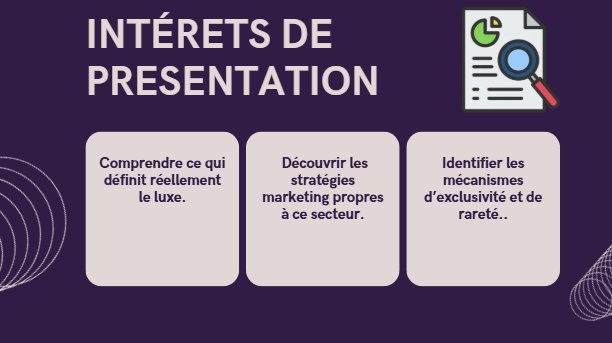 INTÉRETS DE
PRESENTATION
Comprendre ce qui
définit réellement
le luxe.
Découvrir les
stratégies
marketing propres
à ce secteur.
Identifier les
mécanismes
d’exclusivité et de
rareté..